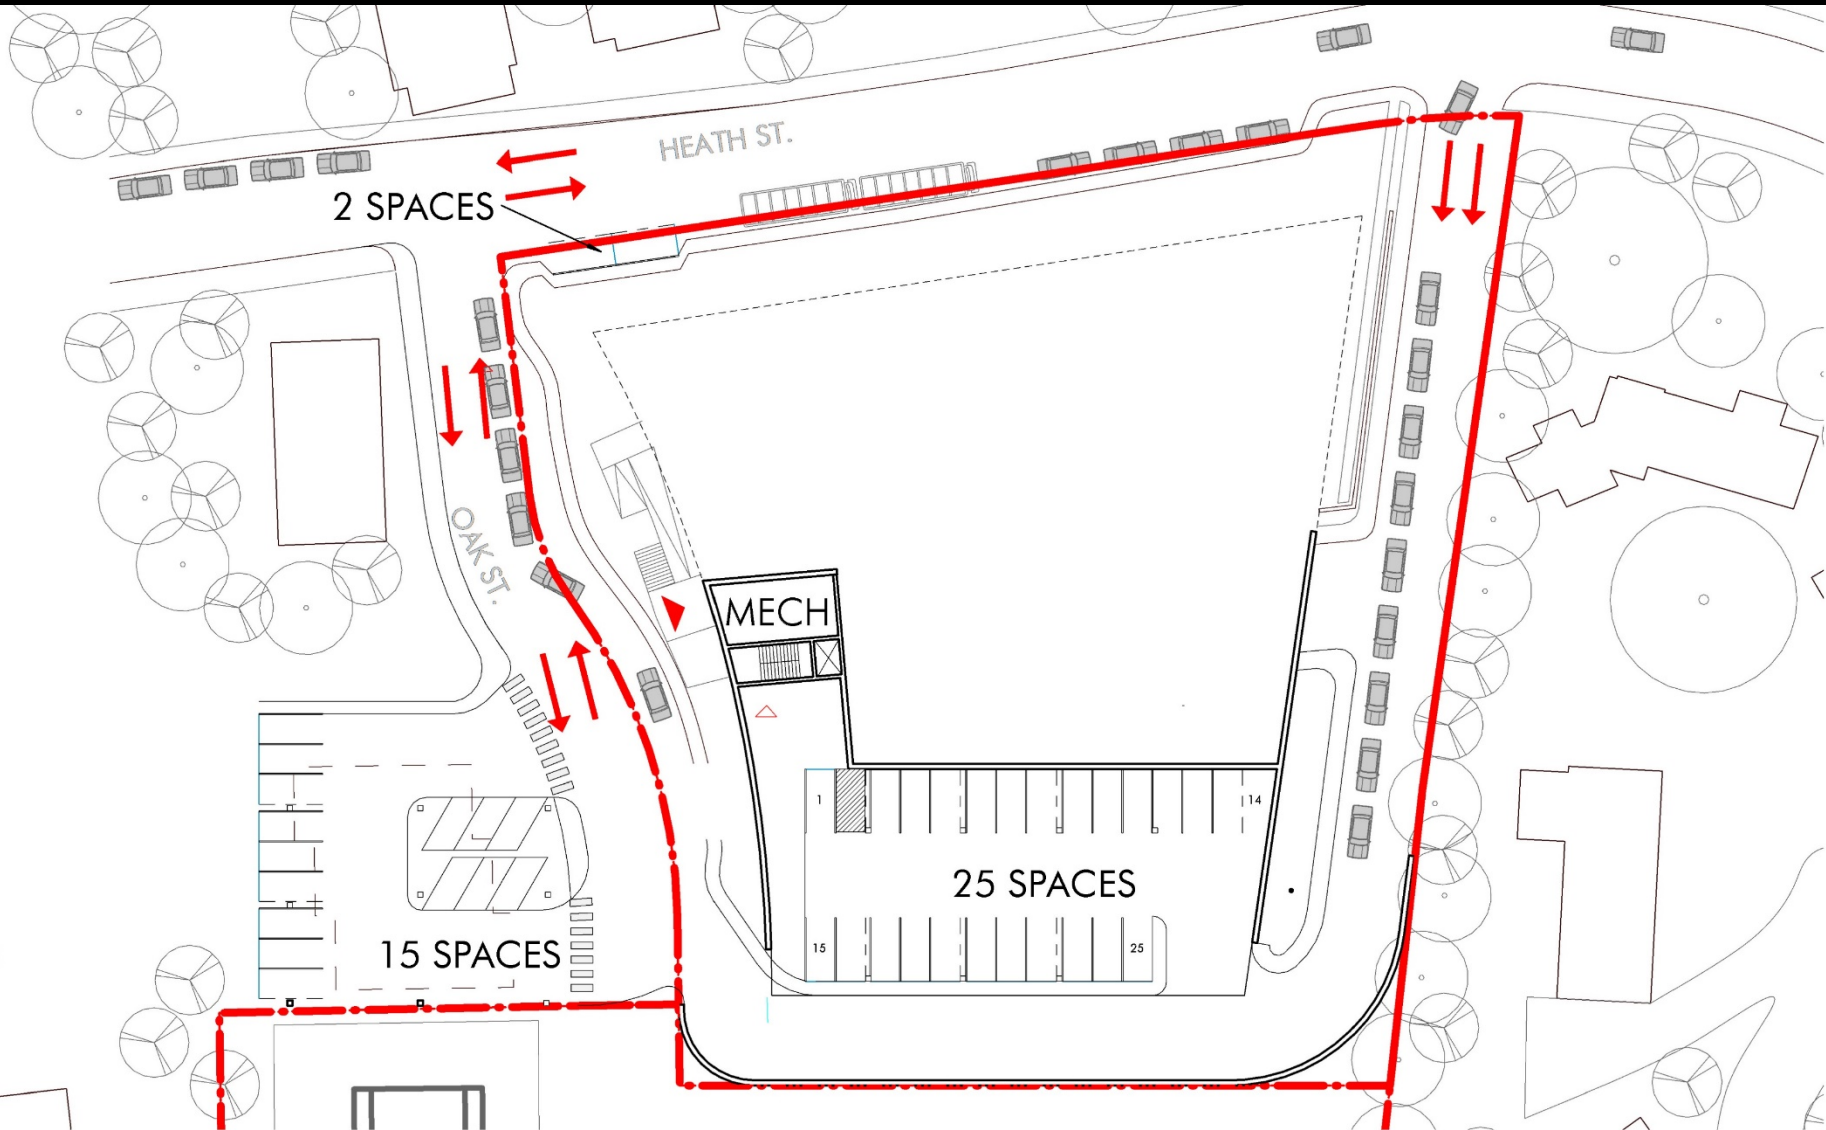 HEATH ST.
2 SPACES
OAK ST.
MECH
1
14
25 SPACES
15
25
15 SPACES